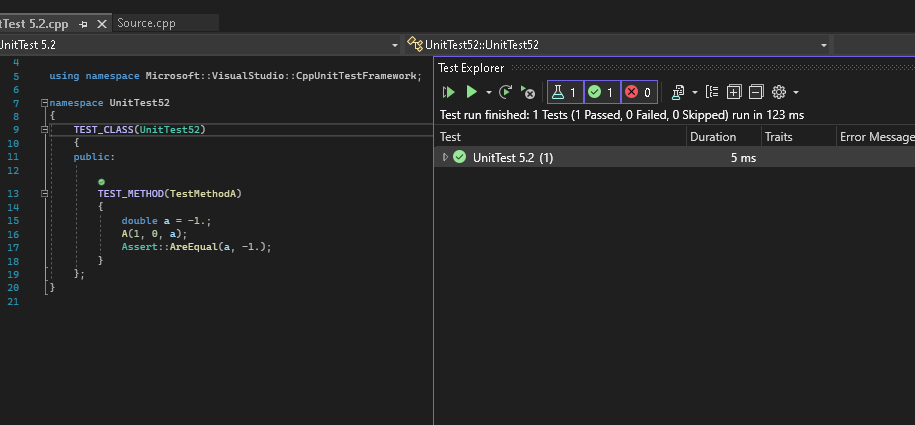 tTest 5.2.cpp
Source.cpp
UnitTest 5.2
UnitTest52::UnitTest52
4
5 using namespace Microsoft::VisualStudio::CppUnitTestFramework;
6
7 namespace UnitTest52
8 {
9 TEST_CLASS(UnitTest52)
10 {
11 public:
12
13 TEST_METHOD(TestMethodA)
14 {
15 double a = -1.;
16 A(1, 0, a);
17 Assert::AreEqual(a, -1.);
18 }
19 };
20 }
21
Test Explorer
1 1 0
Test run finished: 1 Tests (1 Passed, 0 Failed, 0 Skipped) run in 123 ms
Test Duration Traits Error Message
UnitTest 5.2 (1) 5 ms